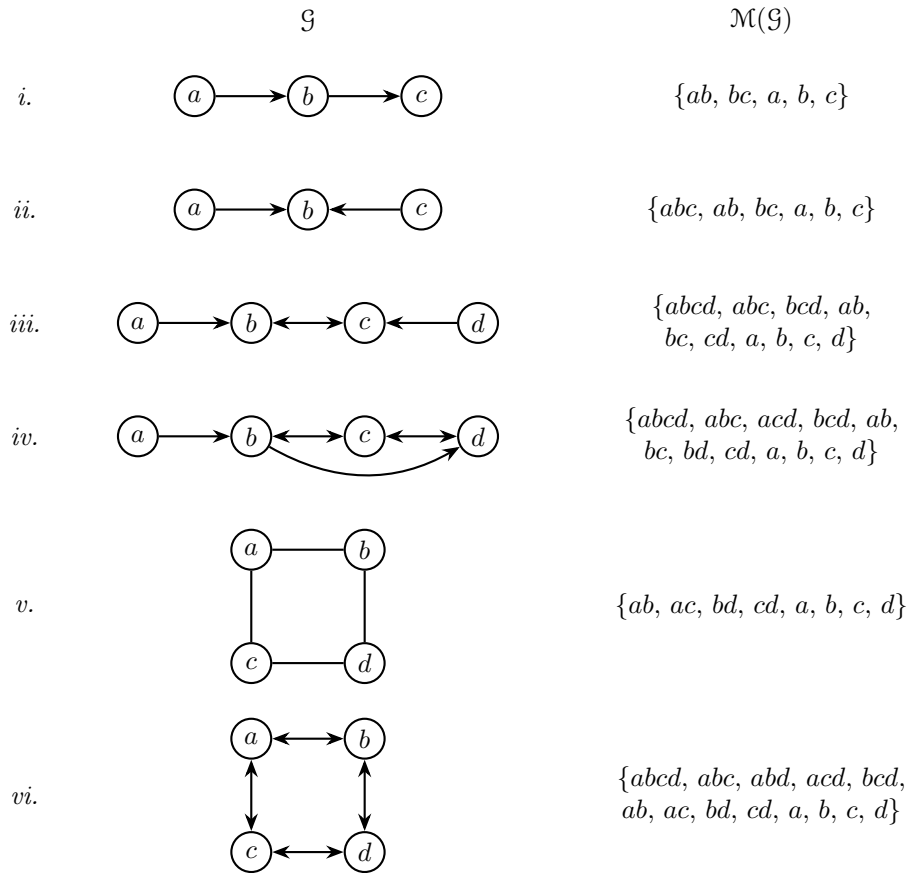 𝒢 ℳ(𝒢)
i. a b c {ab, bc, a, b, c}
ii. a b c {abc, ab, bc, a, b, c}
{abcd, abc, bcd, ab,
iii. a b c d
bc, cd, a, b, c, d}
{abcd, abc, acd, bcd, ab,
iv. a b c d
bc, bd, cd, a, b, c, d}
a b
v. {ab, ac, bd, cd, a, b, c, d}
c d
a b
{abcd, abc, abd, acd, bcd,
vi.
ab, ac, bd, cd, a, b, c, d}
c d